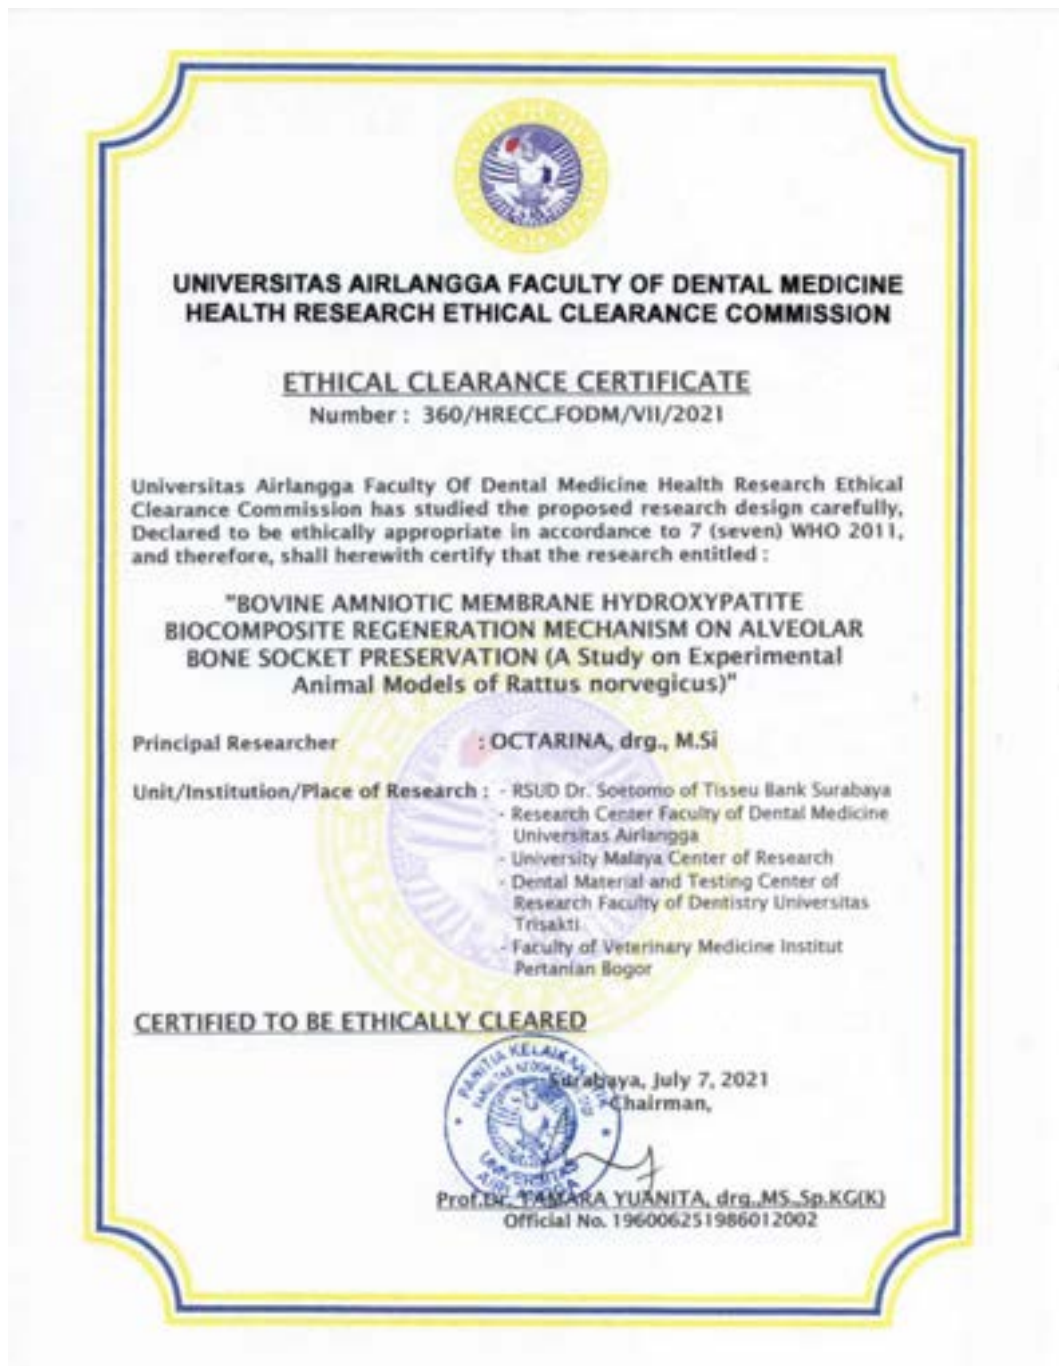 UNIVERSITAS AIRLANGGA FACULTY OF DENTAL MEDICINE
HEALTH RESEARCH ETHICAL CLEARANCE COMMISSION
ETHICAL CLEARANCE CERTIFICATE
Number : 360/HRECC.FODM/VII/2021
Universitas Airlangga Faculty Of Dental Medicine Health Research Ethical
Clearance Commission has studied the proposed research design carefully,
Declared to be ethically appropriate in accordance to 7 (seven) WHO 2011,
and therefore, shall herewith certify that the research entitled :
"BOVINE AMNIOTIC MEMBRANE HYDROXYPATITE
BIOCOMPOSITE REGENERATION MECHANISM ON ALVEOLAR
BONE SOCKET PRESERVATION (A Study on Experimental
Animal Models of Rattus norvegicus)"
Principal Researcher : OCTARINA, drg., M.Si
Unit/Institution/Place of Research : - RSUD Dr. Soetomo of Tisseu Bank Surabaya
- Research Center Faculty of Dental Medicine
Universitas Airlangga
- University Malaya Center of Research
- Dental Material and Testing Center of
Research Faculty of Dentistry Universitas
Trisakti
- Faculty of Veterinary Medicine Institut
Pertanian Bogor
CERTIFIED TO BE ETHICALLY CLEARED
PANITIA KELAIKAN
UNIVERSITAS
AIRLANGGA
Surabaya, July 7, 2021
Chairman,
Prof.Dr. TAMARA YUANITA, drg.,MS.,Sp.KG(K)
Official No. 196006251986012002